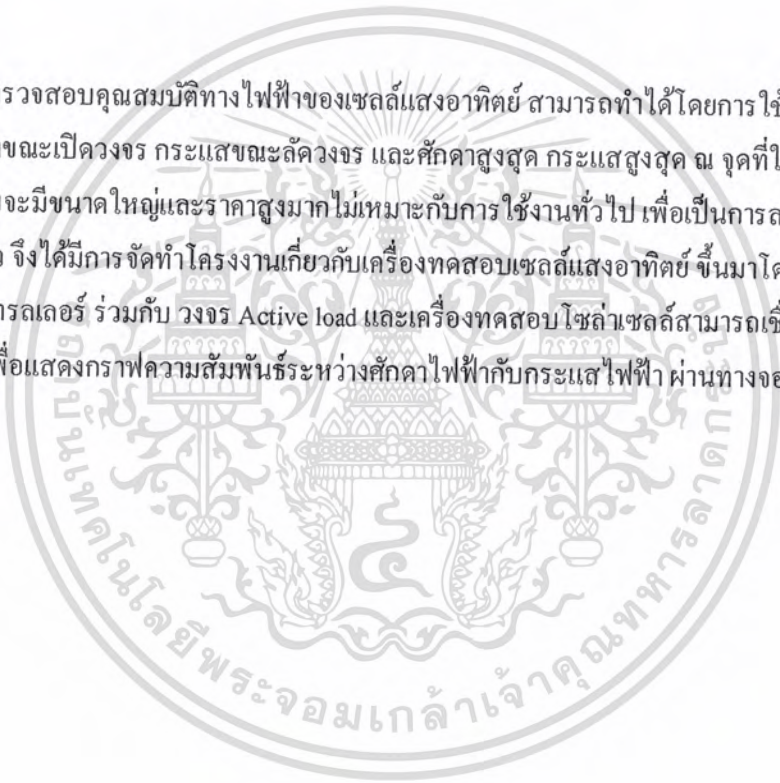 รวจสอบคุณสมบัติทางไฟฟ้าของเซลล์แสงอาทิตย์ สามารถทำได้โดยการใช้
ขณะเปิดวงจร กระแสขณะลัดวงจร และศักดาสูงสุด กระแสสูงสุด ณ จุดที่ใ
จะมีขนาดใหญ่และราคาสูงมากไม่เหมาะกับการใช้งานทั่วไป เพื่อเป็นการล
จึงได้มีการจัดทำโครงงานเกี่ยวกับเครื่องทดสอบเซลล์แสงอาทิตย์ ขึ้นมาโด
ารถเลอร์ ร่วมกับ วงจร Active load และเครื่องทดสอบโซล่าเซลล์สามารถเชื
พื่อแสดงกราฟความสัมพันธ์ระหว่างศักดาไฟฟ้ากับกระแสไฟฟ้า ผ่านทางจอ
สถาบันเทคโนโลยีพระจอมเกล้าเจ้าคุณทหารลาดกระบัง